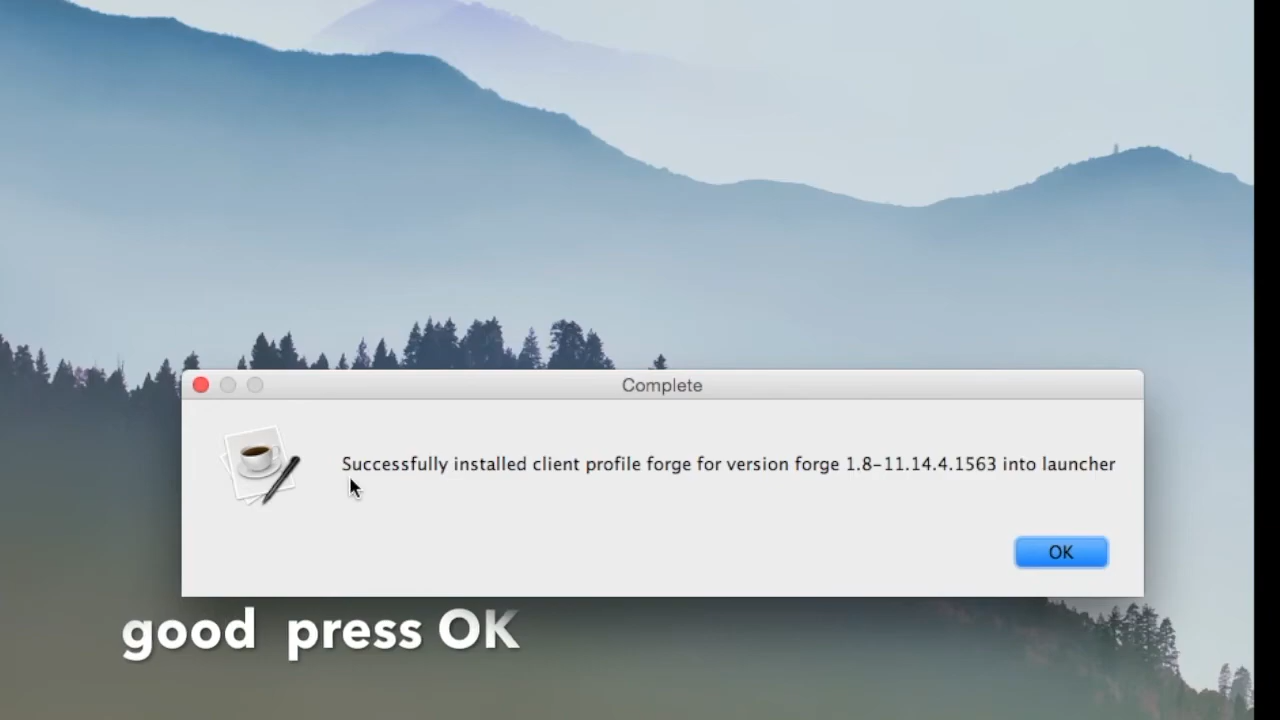 Complete
Successfully installed client profile forge for version forge 1.8-11.14.4.1563 into launcher
OK
good press OK